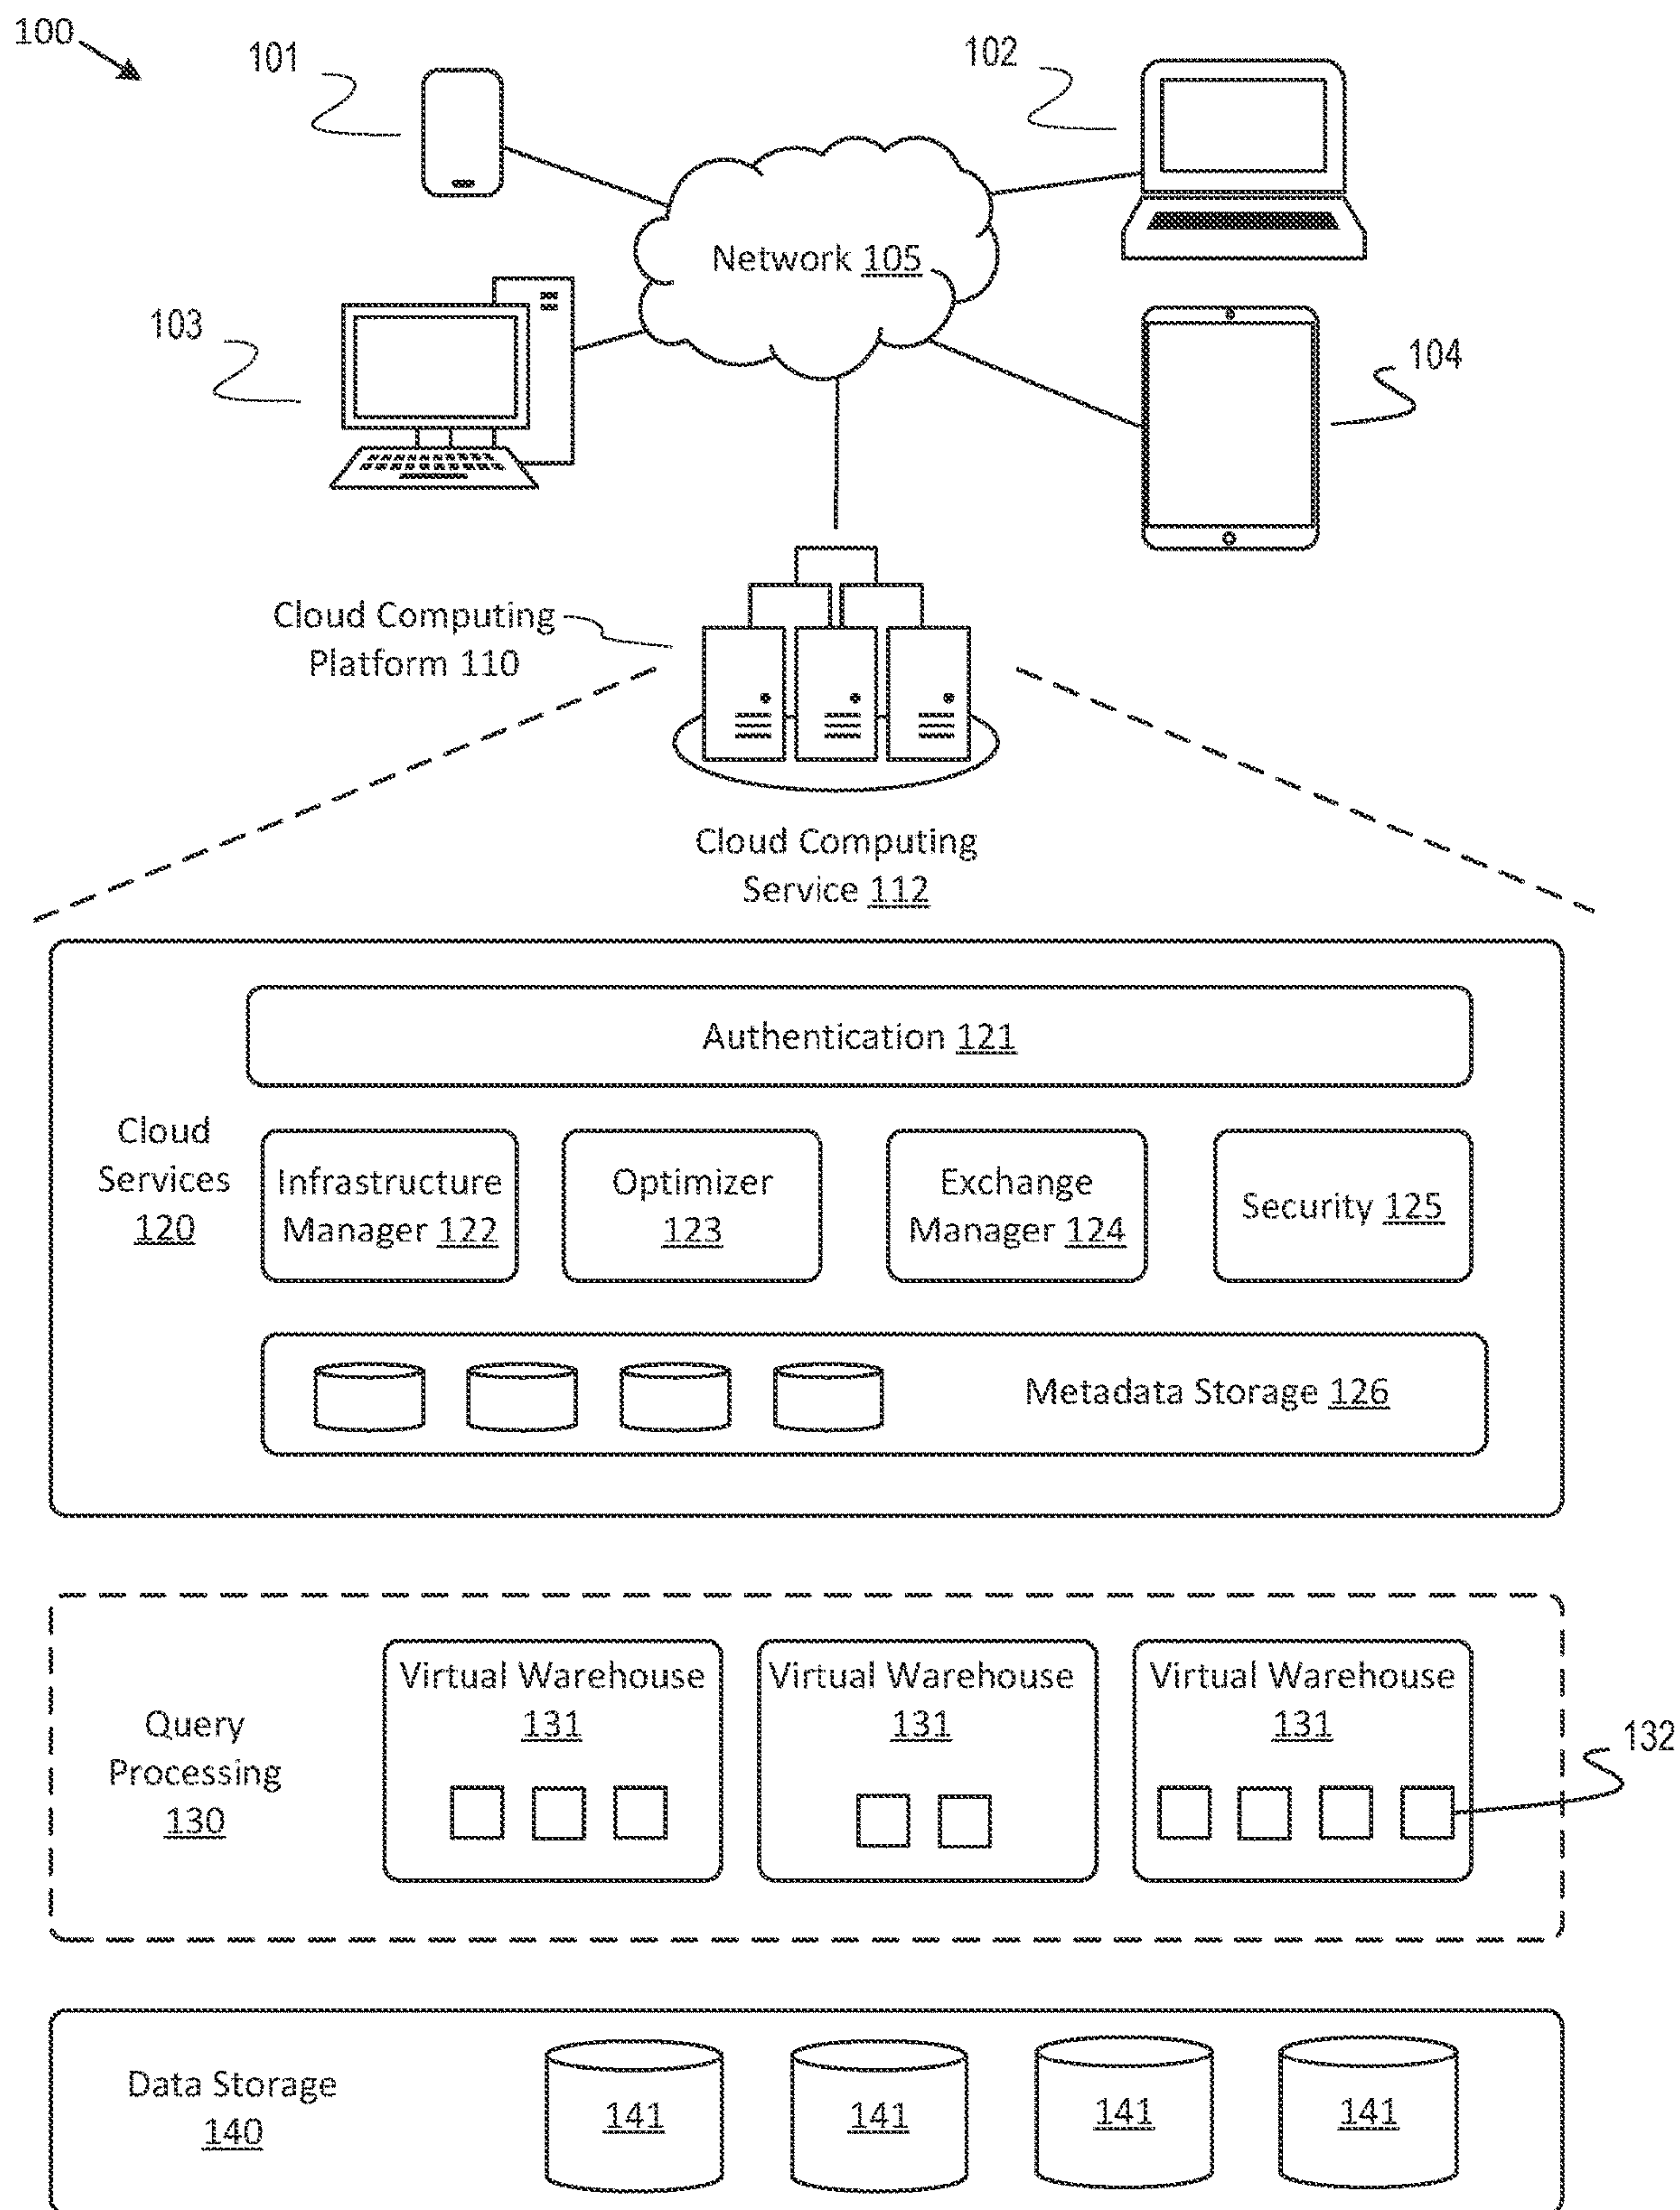 100
101
102
Network 105
103
104
Cloud Computing
Platform 110
Cloud Computing
Service 112
Authentication 121
Cloud
Services
120
Infrastructure
Manager 122
Optimizer
123
Exchange
Manager 124
Security 125
Metadata Storage 126
Query
Processing
130
Virtual Warehouse
131
Virtual Warehouse
131
Virtual Warehouse
131
132
Data Storage
140
141
141
141
141